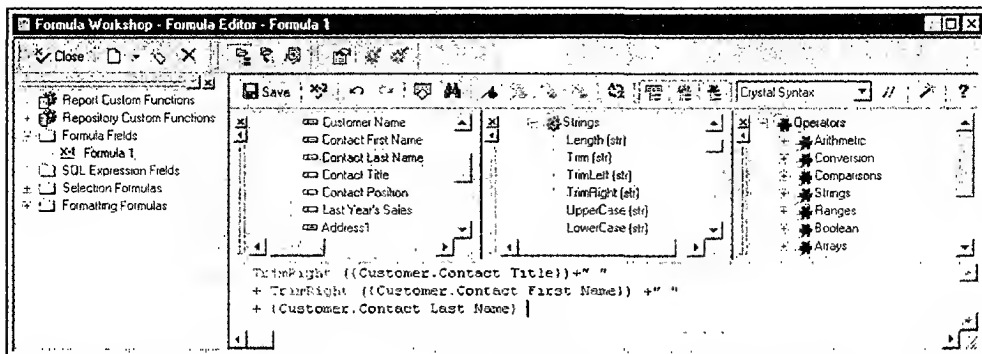 Formula Workshop - Formula Editor - Formula 1
Close
Report Custom Functions
Repository Custom Functions
Formula Fields
Formula 1
SQL Expression Fields
Selection Formulas
Formatting Formulas
Save
Crystal Syntax
Customer Name
Contact First Name
Contact Last Name
Contact Title
Contact Position
Last Year's Sales
Address1
Strings
Length (str)
Trim (str)
TrimLeft (str)
TrimRight (str)
UpperCase (str)
LowerCase (str)
Operators
Arithmetic
Conversion
Comparisons
Strings
Ranges
Boolean
Arrays
TrimRight ({Customer.Contact Title})+" "
+ TrimRight ({Customer.Contact First Name}) +" "
+ {Customer.Contact Last Name}